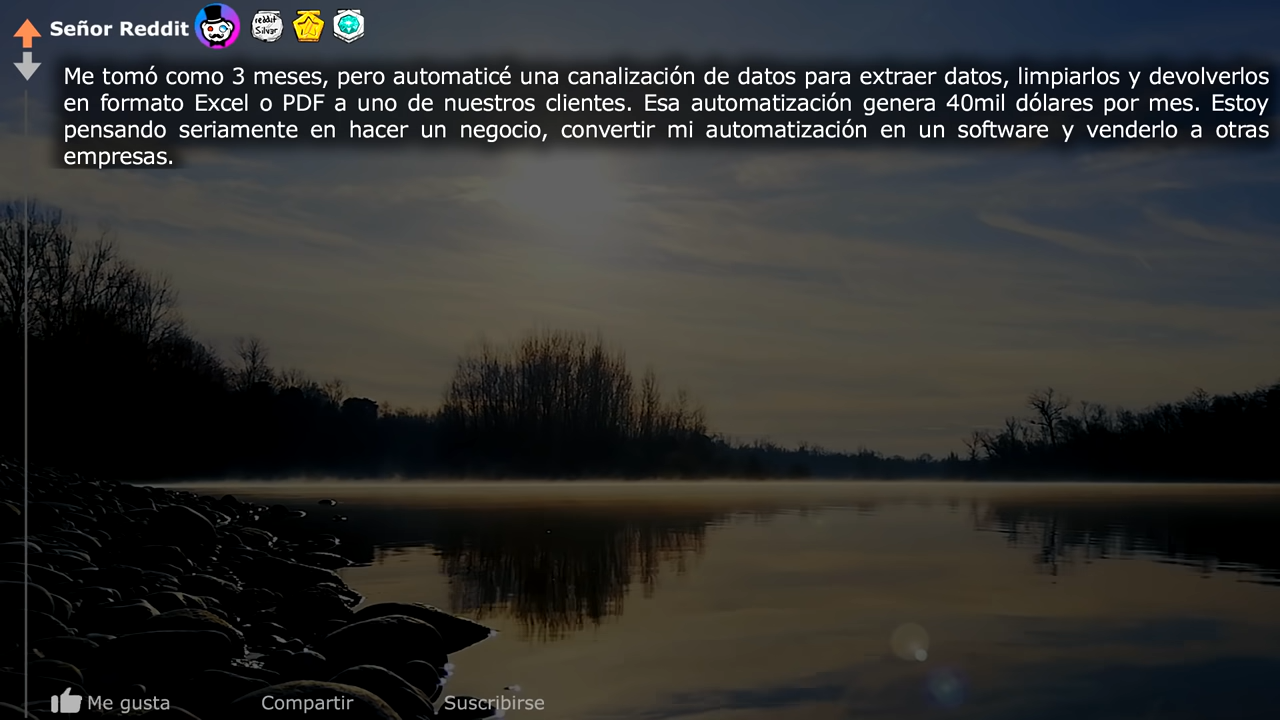 Señor Reddit
reddit
Silvar
Me tomó como 3 meses, pero automaticé una canalización de datos para extraer datos, limpiarlos y devolverlos
en formato Excel o PDF a uno de nuestros clientes. Esa automatización genera 40mil dólares por mes. Estoy
pensando seriamente en hacer un negocio, convertir mi automatización en un software y venderlo a otras
empresas.
Me gusta
Compartir
Suscribirse